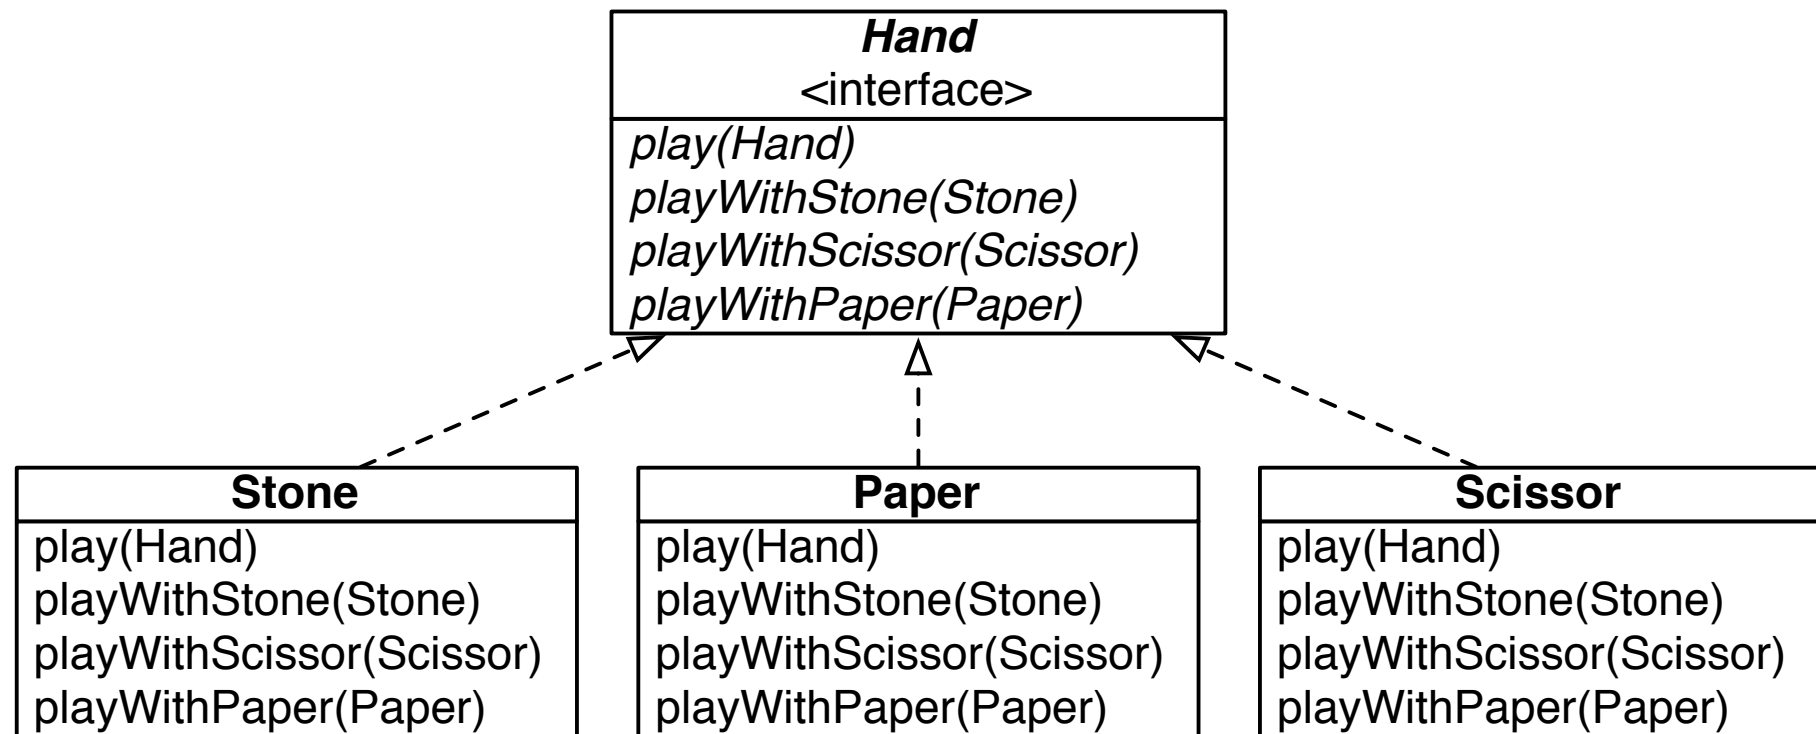 Hand
<interface>
play(Hand)
playWithStone(Stone)
playWithScissor(Scissor)
playWithPaper(Paper)
Stone
play(Hand)
playWithStone(Stone)
playWithScissor(Scissor)
playWithPaper(Paper)
Paper
play(Hand)
playWithStone(Stone)
playWithScissor(Scissor)
playWithPaper(Paper)
Scissor
play(Hand)
playWithStone(Stone)
playWithScissor(Scissor)
playWithPaper(Paper)